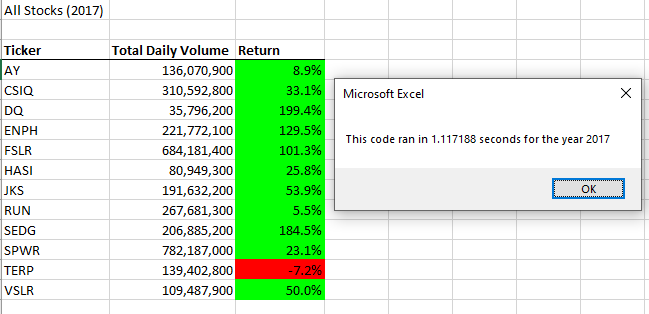 All Stocks (2017)
Ticker Total Daily Volume Return
AY 136,070,900 8.9%
CSIQ 310,592,800 33.1%
DQ 35,796,200 199.4%
ENPH 221,772,100 129.5%
FSLR 684,181,400 101.3%
HASI 80,949,300 25.8%
JKS 191,632,200 53.9%
RUN 267,681,300 5.5%
SEDG 206,885,200 184.5%
SPWR 782,187,000 23.1%
TERP 139,402,800 -7.2%
VSLR 109,487,900 50.0%
Microsoft Excel
This code ran in 1.117188 seconds for the year 2017
OK